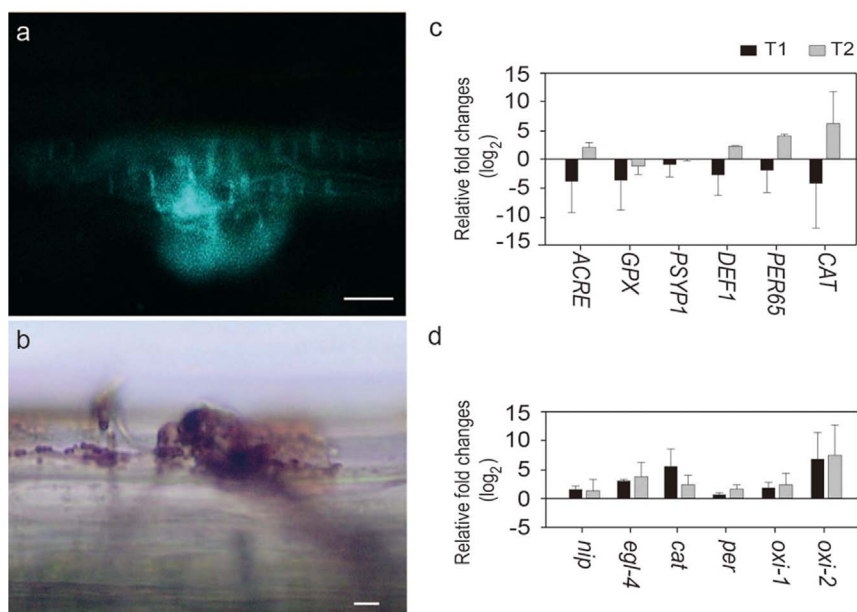 a
b
c
T1 T2
Relative fold changes
(log2)
15
10
5
0
-5
-10
-15
ACRE
GPX
PSYP1
DEF1
PER65
CAT
d
Relative fold changes
(log2)
15
10
5
0
-5
nip
egl-4
cat
per
oxi-1
oxi-2